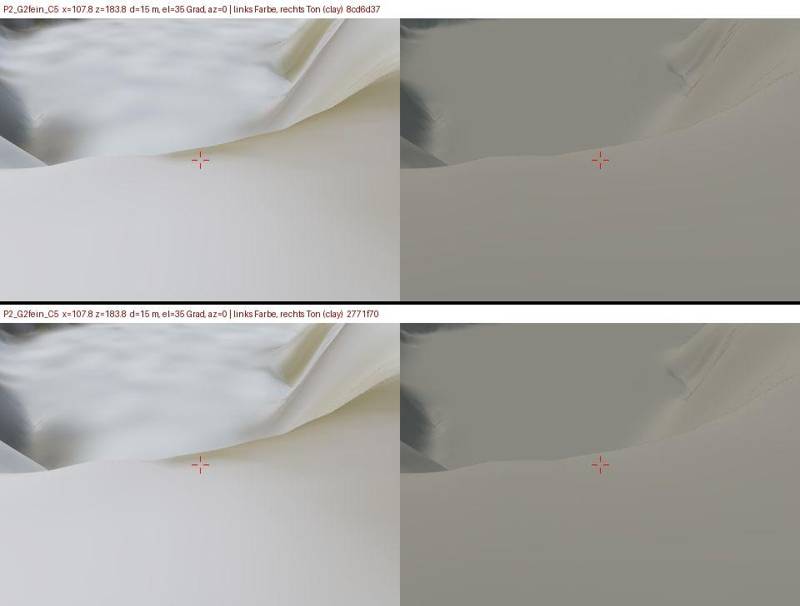 P2_G2fein_C5 x=107.8 z=183.8 d=15 m, el=35 Grad, az=0 | links Farbe, rechts Ton (clay) 8cd6d37
P2_G2fein_C5 x=107.8 z=183.8 d=15 m, el=35 Grad, az=0 | links Farbe, rechts Ton (clay) 2771f70